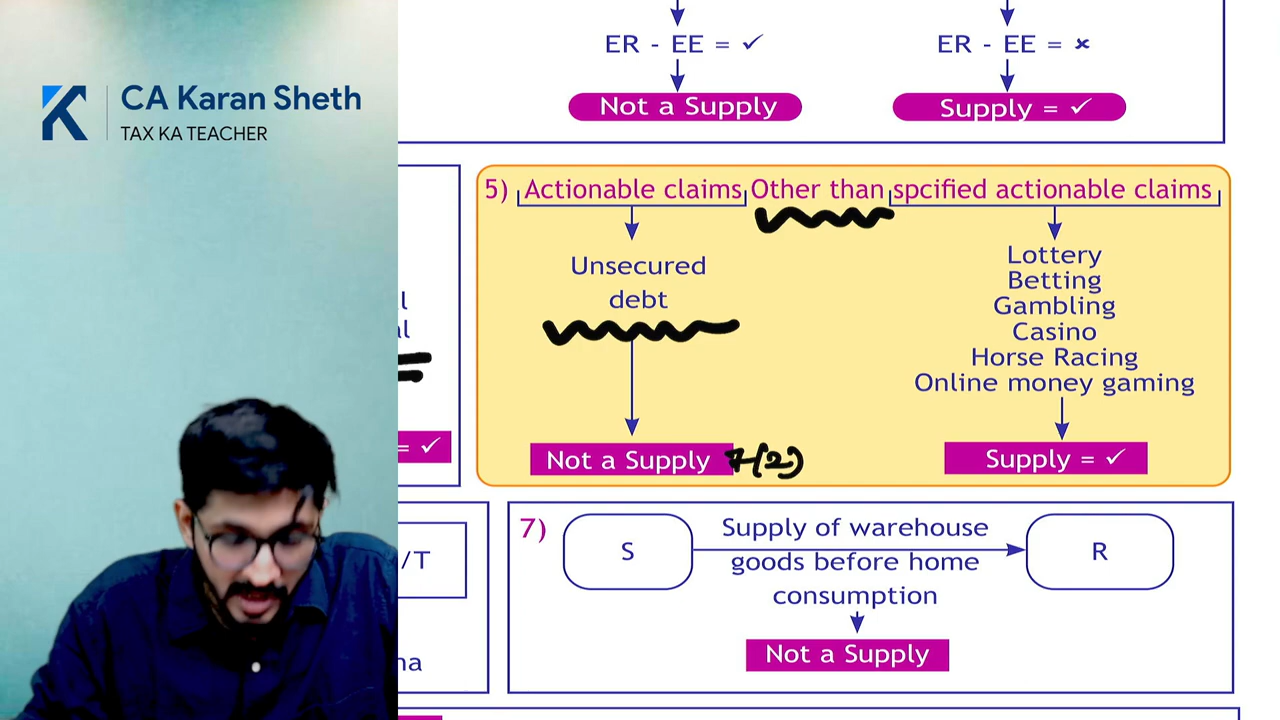 CA Karan Sheth
TAX KA TEACHER
ER - EE = ✓
ER - EE = ×
Not a Supply
Supply = ✓
5) Actionable claims Other than spcified actionable claims
Unsecured
debt
Lottery
Betting
Gambling
Casino
Horse Racing
Online money gaming
Not a Supply 7(2)
Supply = ✓
= ✓
7)
S
Supply of warehouse
goods before home
consumption
R
Not a Supply
/T